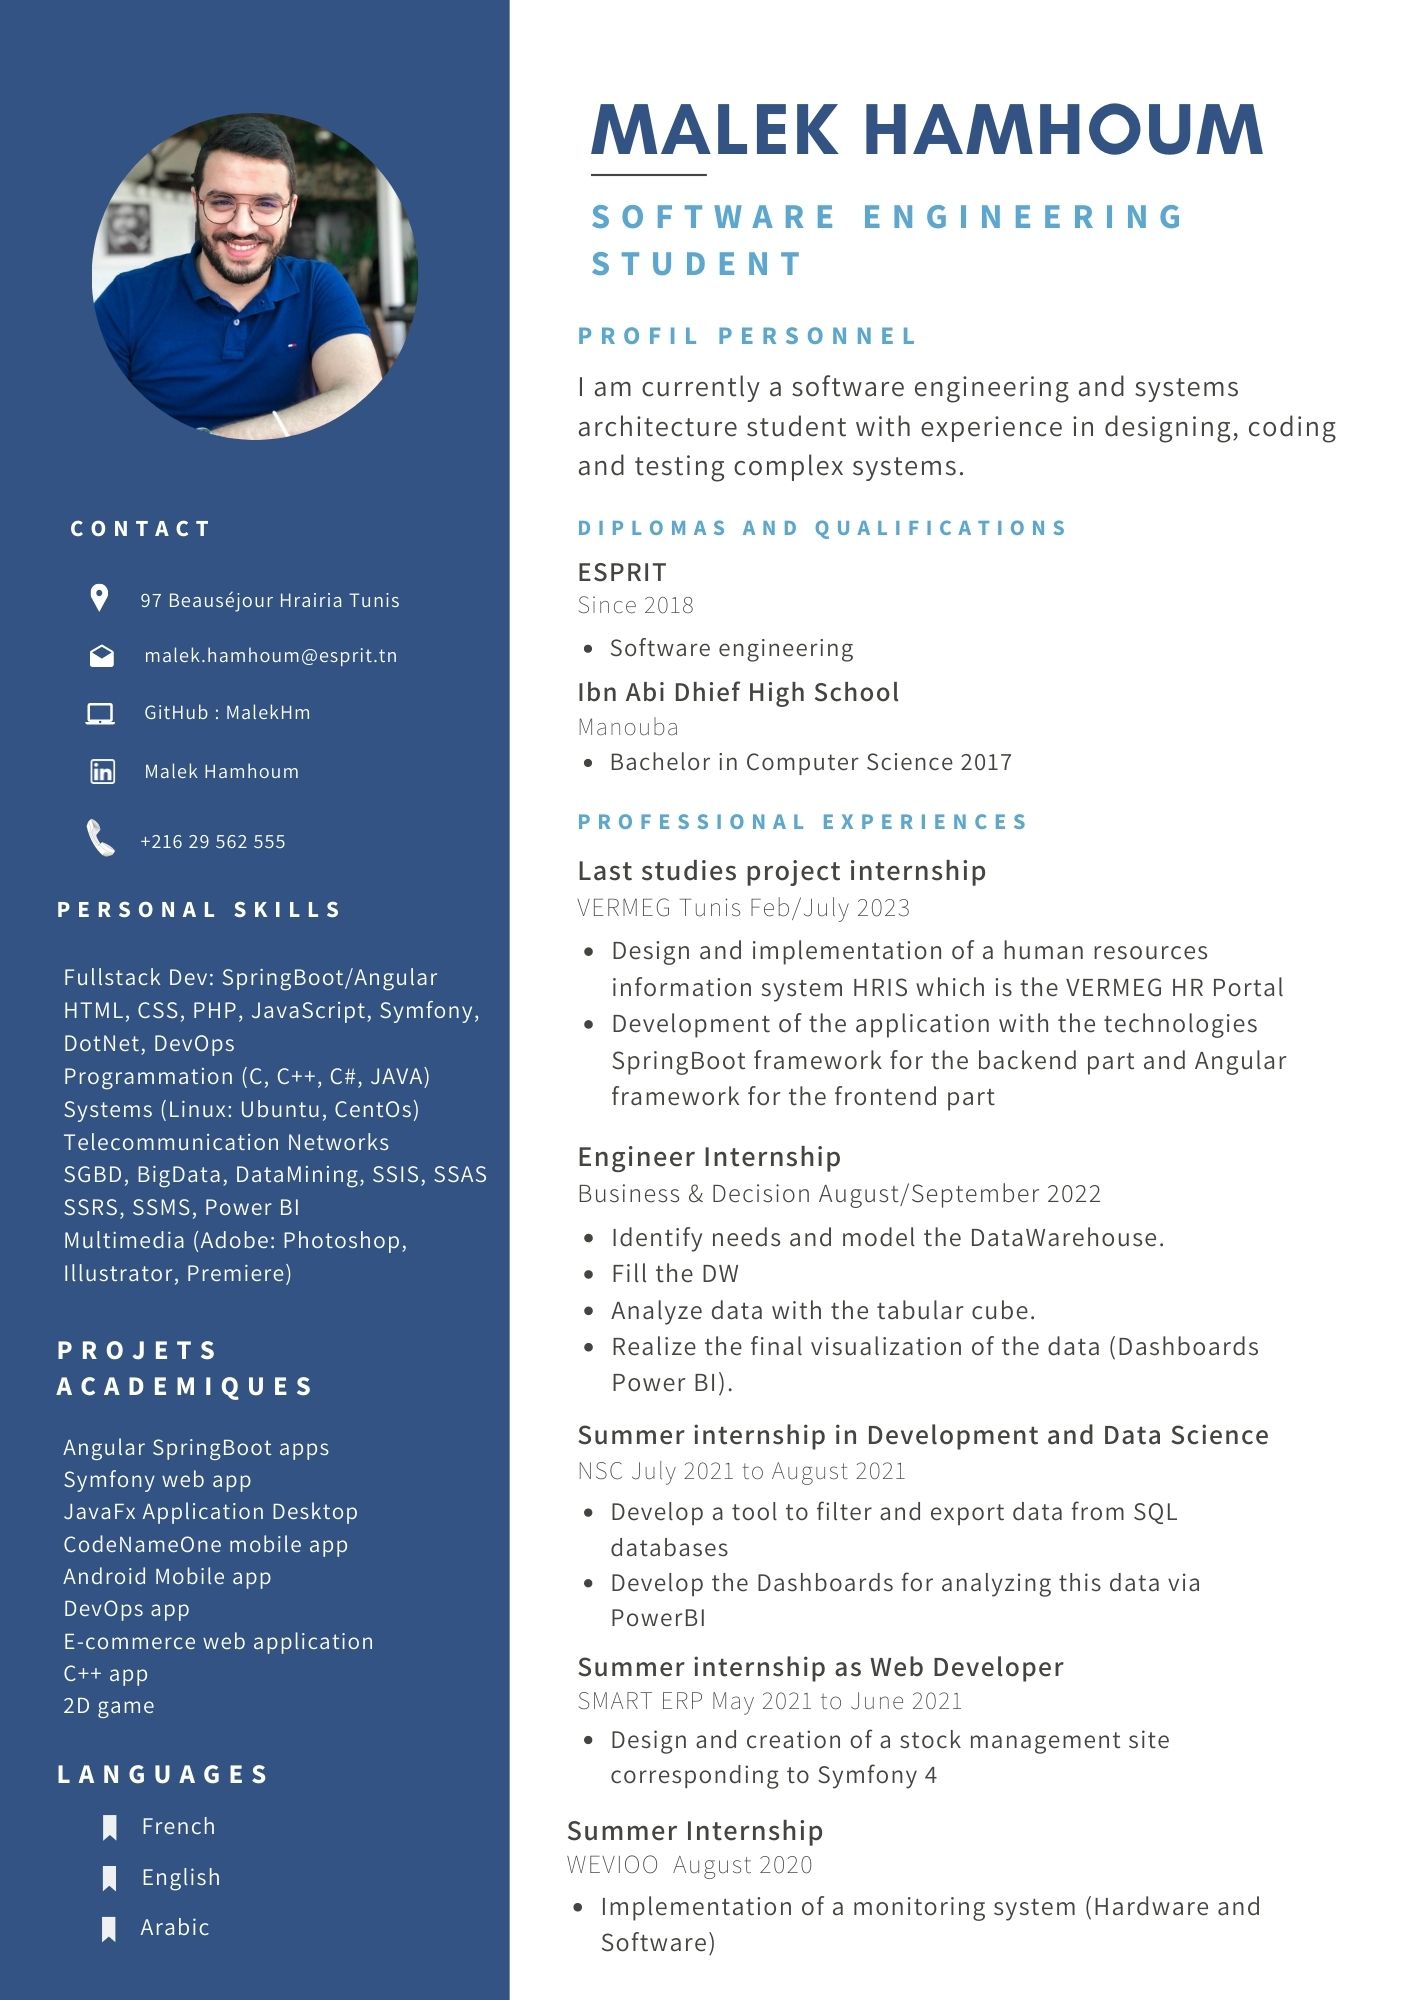 MALEK HAMHOUM
SOFTWARE ENGINEERING
STUDENT
PROFIL PERSONNEL
I am currently a software engineering and systems
architecture student with experience in designing, coding
and testing complex systems.
DIPLOMAS AND QUALIFICATIONS
ESPRIT
Since 2018
• Software engineering
Ibn Abi Dhief High School
Manouba
• Bachelor in Computer Science 2017
PROFESSIONAL EXPERIENCES
Last studies project internship
VERMEG Tunis Feb/July 2023
• Design and implementation of a human resources
information system HRIS which is the VERMEG HR Portal
• Development of the application with the technologies
SpringBoot framework for the backend part and Angular
framework for the frontend part
Engineer Internship
Business & Decision August/September 2022
• Identify needs and model the DataWarehouse.
• Fill the DW
• Analyze data with the tabular cube.
• Realize the final visualization of the data (Dashboards
Power BI).
Summer internship in Development and Data Science
NSC July 2021 to August 2021
• Develop a tool to filter and export data from SQL
databases
• Develop the Dashboards for analyzing this data via
PowerBI
Summer internship as Web Developer
SMART ERP May 2021 to June 2021
• Design and creation of a stock management site
corresponding to Symfony 4
Summer Internship
WEVIOO August 2020
• Implementation of a monitoring system (Hardware and
Software)
CONTACT
97 Beauséjour Hrairia Tunis
malek.hamhoum@esprit.tn
GitHub : MalekHm
in Malek Hamhoum
+216 29 562 555
PERSONAL SKILLS
Fullstack Dev: SpringBoot/Angular
HTML, CSS, PHP, JavaScript, Symfony,
DotNet, DevOps
Programmation (C, C++, C#, JAVA)
Systems (Linux: Ubuntu, CentOs)
Telecommunication Networks
SGBD, BigData, DataMining, SSIS, SSAS
SSRS, SSMS, Power BI
Multimedia (Adobe: Photoshop,
Illustrator, Premiere)
PROJETS
ACADEMIQUES
Angular SpringBoot apps
Symfony web app
JavaFx Application Desktop
CodeNameOne mobile app
Android Mobile app
DevOps app
E-commerce web application
C++ app
2D game
LANGUAGES
French
English
Arabic